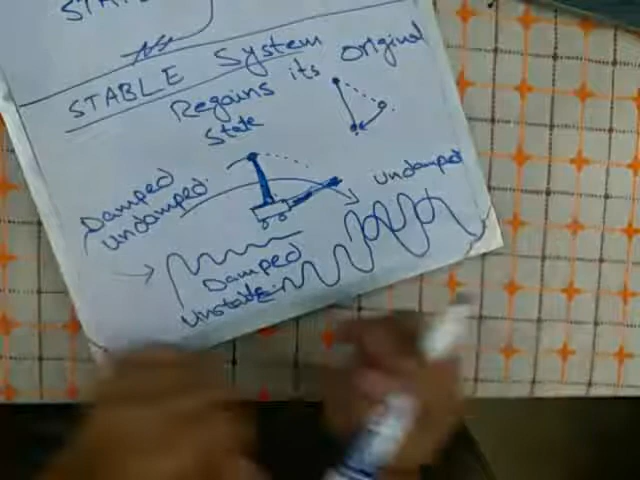 STABLE System
Regains its Original
State
Damped
undamped.
undamped
Damped
Unstable